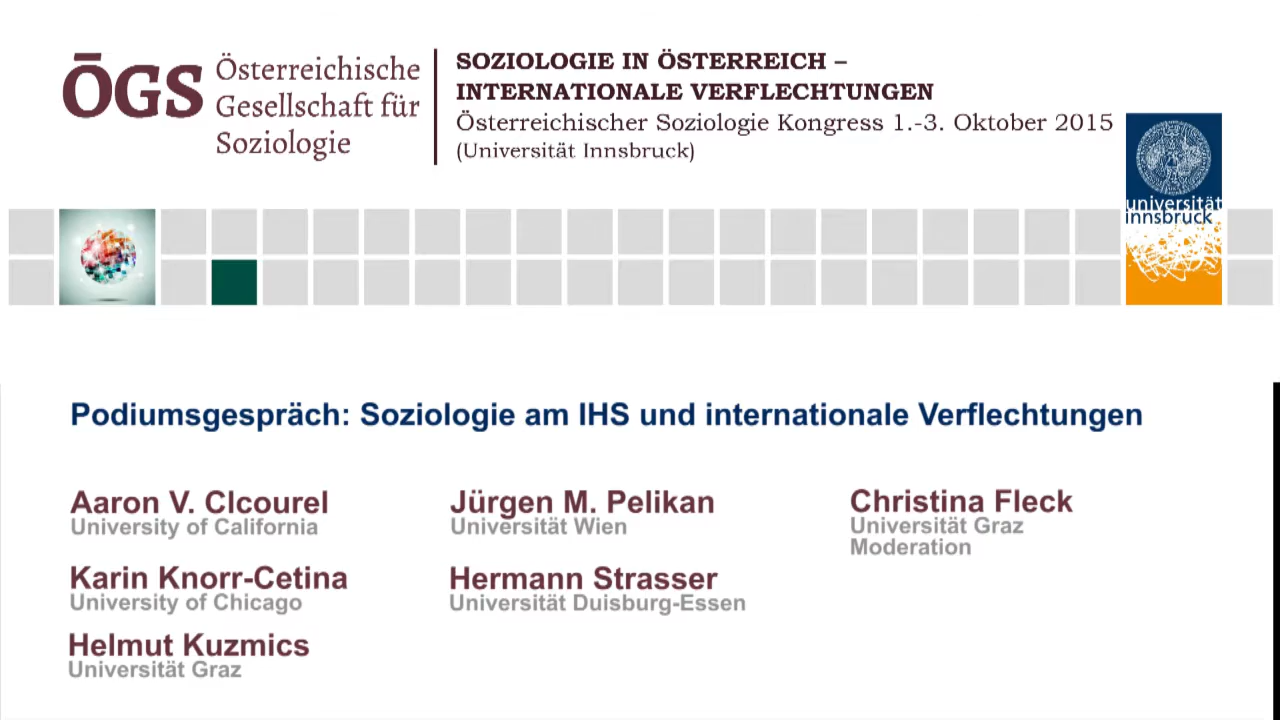 ŌGS
Österreichische
Gesellschaft für
Soziologie
SOZIOLOGIE IN ÖSTERREICH –
INTERNATIONALE VERFLECHTUNGEN
Österreichischer Soziologie Kongress 1.-3. Oktober 2015
(Universität Innsbruck)
universität
innsbruck
Podiumsgespräch: Soziologie am IHS und internationale Verflechtungen
Aaron V. Clcourel
University of California
Karin Knorr-Cetina
University of Chicago
Helmut Kuzmics
Universität Graz
Jürgen M. Pelikan
Universität Wien
Hermann Strasser
Universität Duisburg-Essen
Christina Fleck
Universität Graz
Moderation